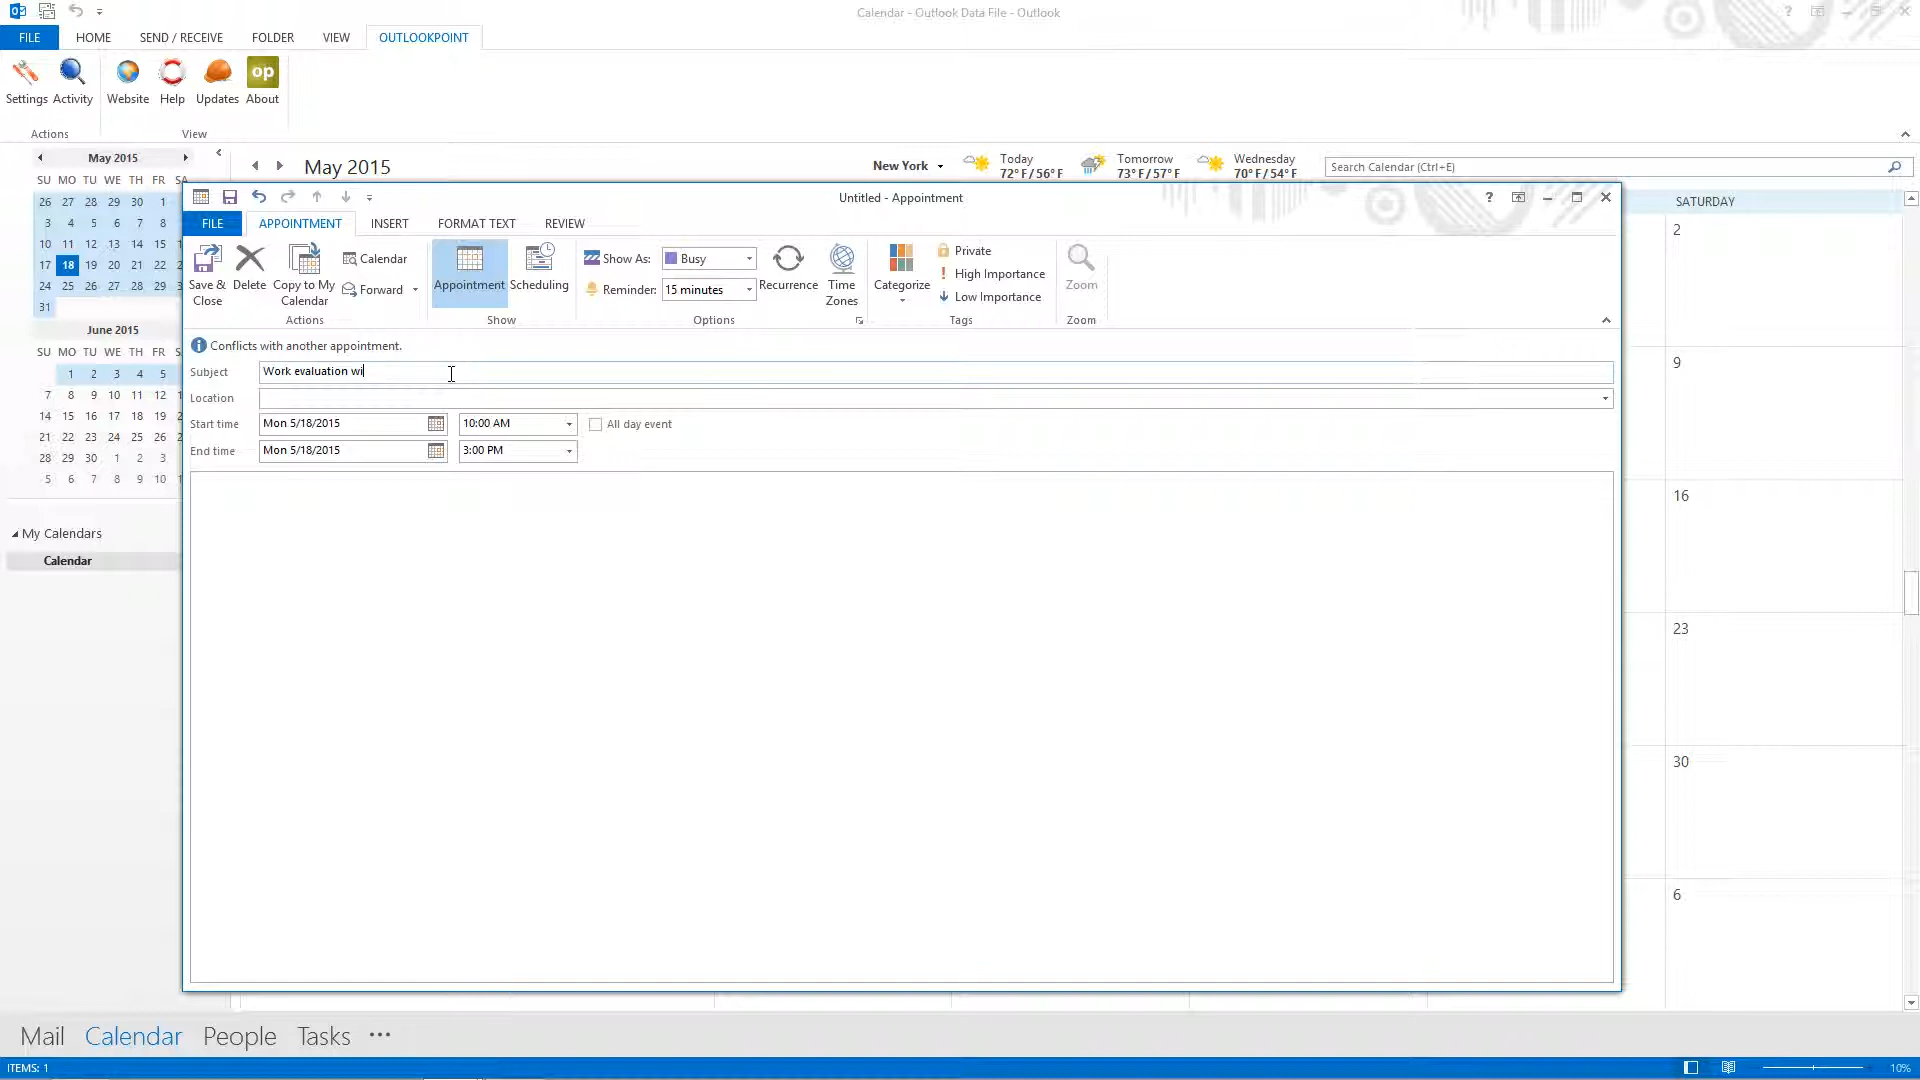 Calendar - Outlook Data File - Outlook
FILE HOME SEND / RECEIVE FOLDER VIEW OUTLOOKPOINT
op
Settings Activity Website Help Updates About
Actions View
May 2015
SU MO TU WE TH FR SA
26 27 28 29 30 1
3 4 5 6 7 8
10 11 12 13 14 15
17 18 19 20 21 22
24 25 26 27 28 29
31
June 2015
SU MO TU WE TH FR SA
1 2 3 4 5
7 8 9 10 11 12
14 15 16 17 18 19
21 22 23 24 25 26
28 29 30 1 2 3
5 6 7 8 9 10
My Calendars
Calendar
May 2015
New York
Today
72° F / 56° F
Tomorrow
73° F / 57° F
Wednesday
70° F / 54° F
Search Calendar (Ctrl+E)
SATURDAY
2
9
16
23
30
6
Untitled - Appointment
FILE APPOINTMENT INSERT FORMAT TEXT REVIEW
Save & Close
Delete
Copy to My Calendar
Calendar
Forward
Actions
Appointment
Scheduling
Show
Show As: Busy
Reminder: 15 minutes
Recurrence
Time Zones
Options
Categorize
Private
High Importance
Low Importance
Tags
Zoom
Zoom
Conflicts with another appointment.
Subject Work evaluation wi
Location
Start time Mon 5/18/2015 10:00 AM All day event
End time Mon 5/18/2015 3:00 PM
Mail Calendar People Tasks •••
ITEMS: 1
10%